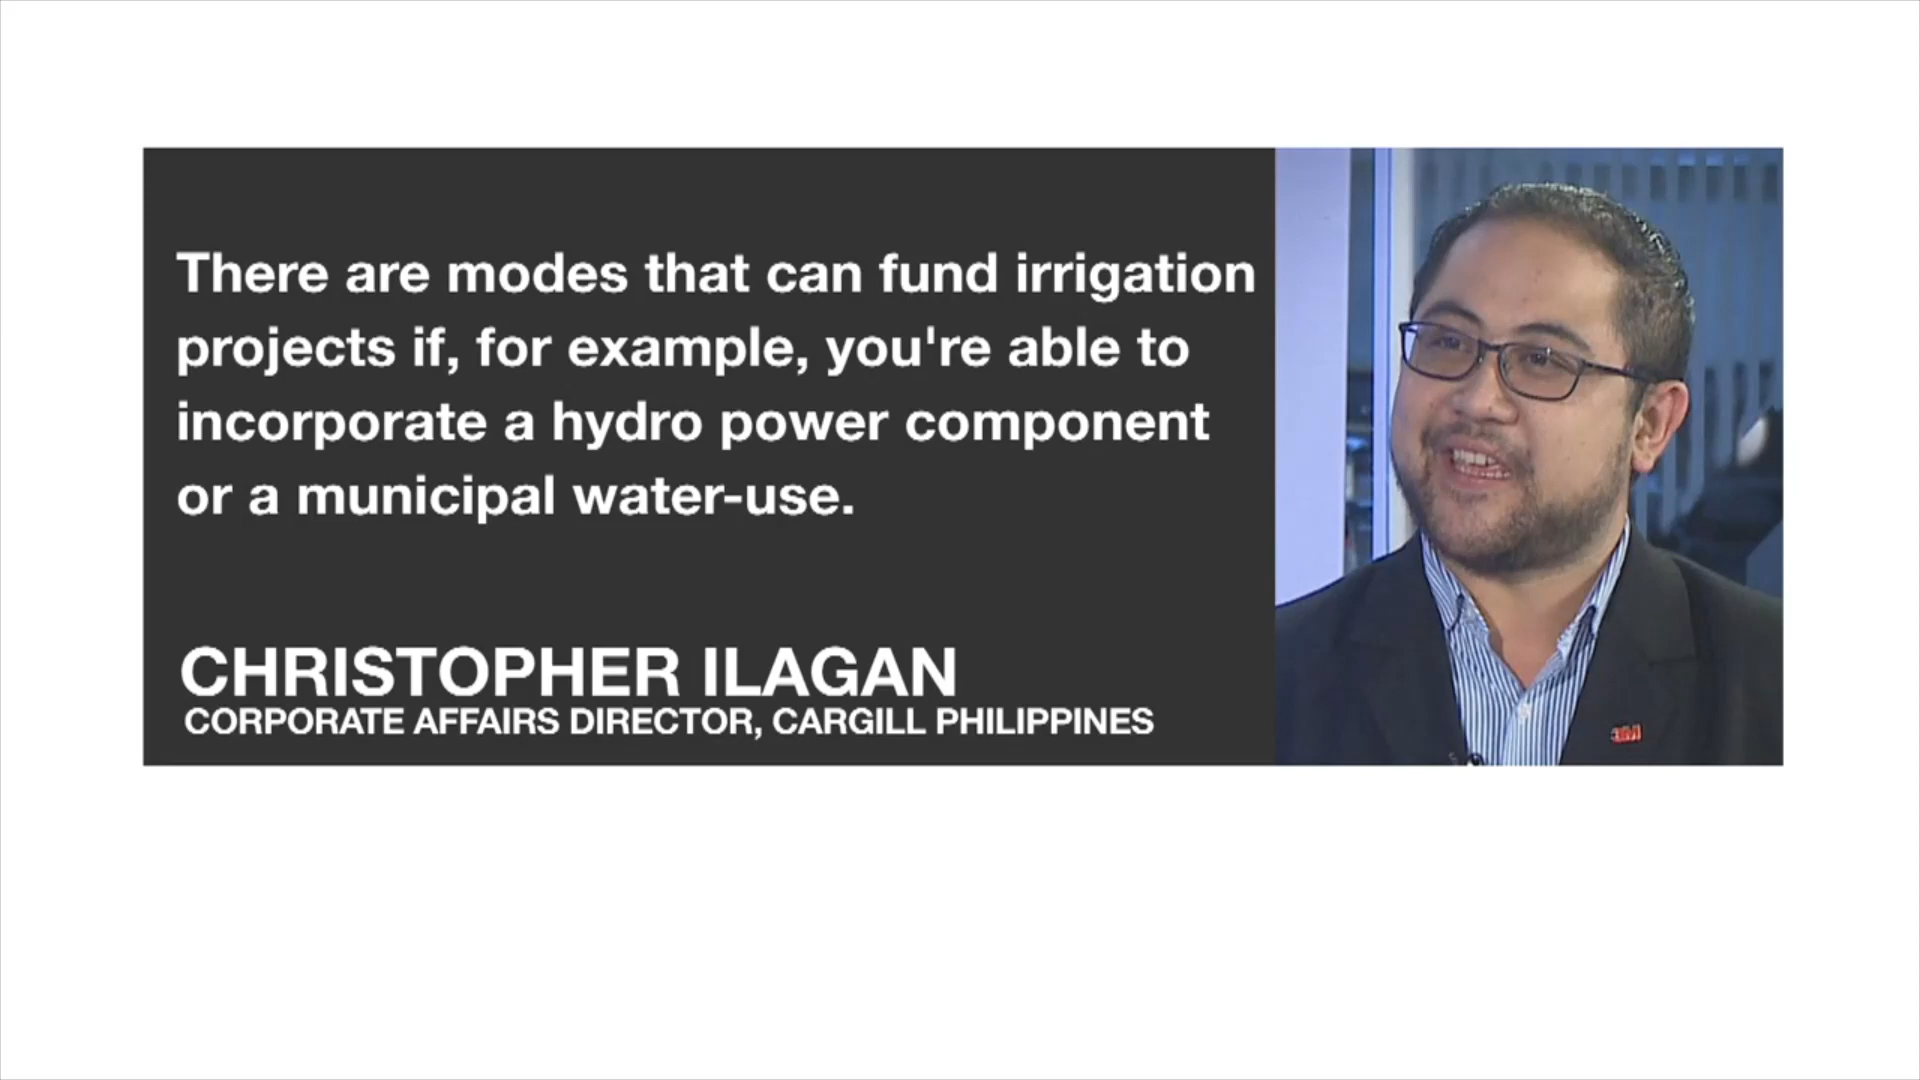 There are modes that can fund irrigation
projects if, for example, you're able to
incorporate a hydro power component
or a municipal water-use.
CHRISTOPHER ILAGAN
CORPORATE AFFAIRS DIRECTOR, CARGILL PHILIPPINES
3M